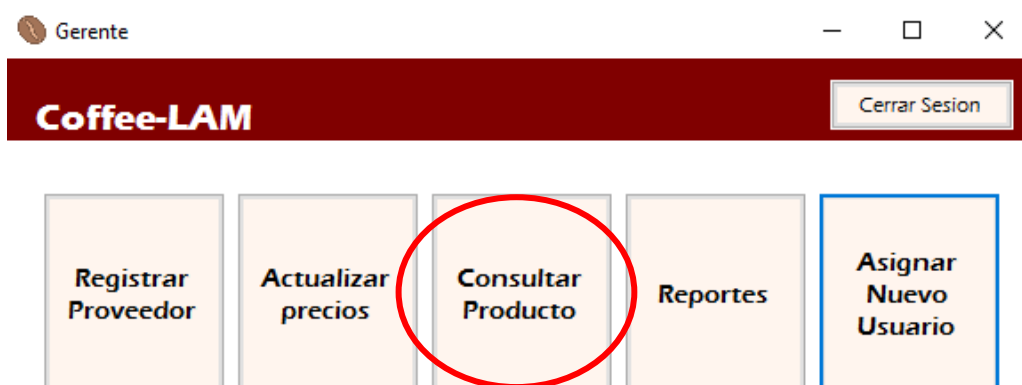 Gerente
Coffee-LAM
Cerrar Sesion
Registrar
Proveedor
Actualizar
precios
Consultar
Producto
Reportes
Asignar
Nuevo
Usuario